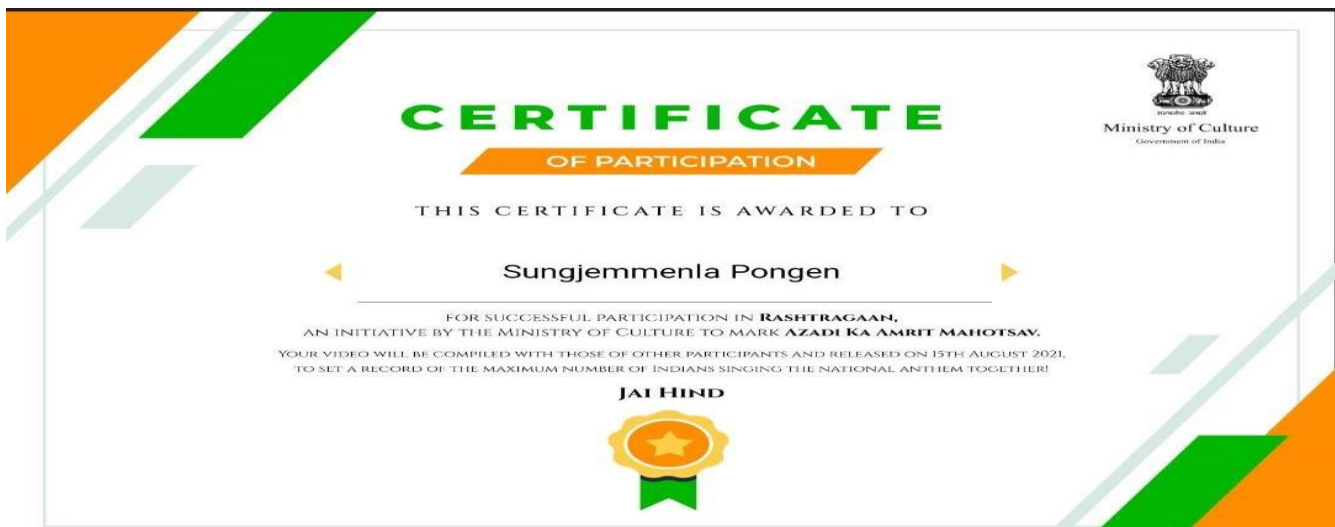 CERTIFICATE
OF PARTICIPATION
Ministry of Culture
Government of India
THIS CERTIFICATE IS AWARDED TO
Sungjemmenla Pongen
FOR SUCCESSFUL PARTICIPATION IN RASHTRAGAAN,
AN INITIATIVE BY THE MINISTRY OF CULTURE TO MARK AZADI KA AMRIT MAHOTSAV.
YOUR VIDEO WILL BE COMPILED WITH THOSE OF OTHER PARTICIPANTS AND RELEASED ON 15TH AUGUST 2021,
TO SET A RECORD OF THE MAXIMUM NUMBER OF INDIANS SINGING THE NATIONAL ANTHEM TOGETHER!
JAI HIND